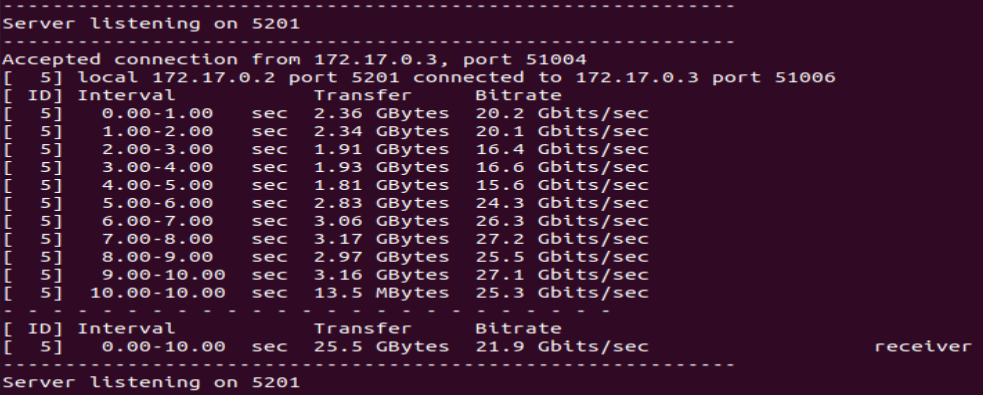 -----------------------------------------------------------
Server listening on 5201
-----------------------------------------------------------
Accepted connection from 172.17.0.3, port 51004
[  5] local 172.17.0.2 port 5201 connected to 172.17.0.3 port 51006
[ ID] Interval           Transfer     Bitrate
[  5]   0.00-1.00   sec  2.36 GBytes  20.2 Gbits/sec
[  5]   1.00-2.00   sec  2.34 GBytes  20.1 Gbits/sec
[  5]   2.00-3.00   sec  1.91 GBytes  16.4 Gbits/sec
[  5]   3.00-4.00   sec  1.93 GBytes  16.6 Gbits/sec
[  5]   4.00-5.00   sec  1.81 GBytes  15.6 Gbits/sec
[  5]   5.00-6.00   sec  2.83 GBytes  24.3 Gbits/sec
[  5]   6.00-7.00   sec  3.06 GBytes  26.3 Gbits/sec
[  5]   7.00-8.00   sec  3.17 GBytes  27.2 Gbits/sec
[  5]   8.00-9.00   sec  2.97 GBytes  25.5 Gbits/sec
[  5]   9.00-10.00  sec  3.16 GBytes  27.1 Gbits/sec
[  5]  10.00-10.00  sec  13.5 MBytes  25.3 Gbits/sec
- - - - - - - - - - - - - - - - - - - - - - - - -
[ ID] Interval           Transfer     Bitrate
[  5]   0.00-10.00  sec  25.5 GBytes  21.9 Gbits/sec                  receiver
-----------------------------------------------------------
Server listening on 5201